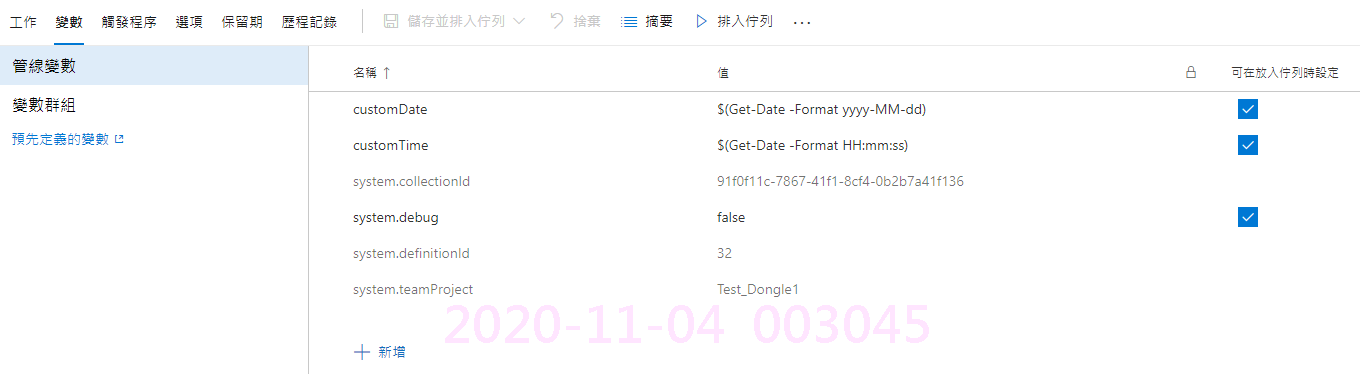 工作 變數 觸發程序 選項 保留期 歷程記錄 儲存並排入佇列 捨棄 摘要 排入佇列 ...
管線變數
變數群組
預先定義的變數
名稱 ↑ 值 可在放入佇列時設定
customDate $(Get-Date -Format yyyy-MM-dd)
customTime $(Get-Date -Format HH:mm:ss)
system.collectionId 91f0f11c-7867-41f1-8cf4-0b2b7a41f136
system.debug false
system.definitionId 32
system.teamProject Test_Dongle1
2020-11-04 003045
新增